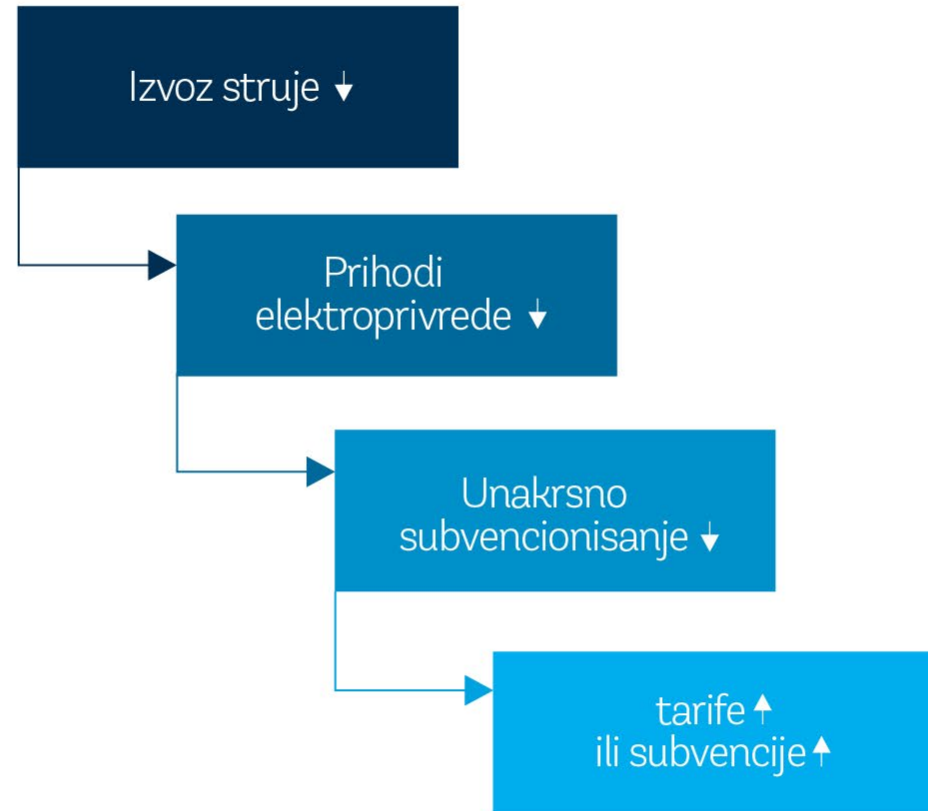 Izvoz struje ↓
Prihodi
elektroprivrede ↓
Unakrsno
subvencionisanje ↓
tarife ↑
ili subvencije ↑